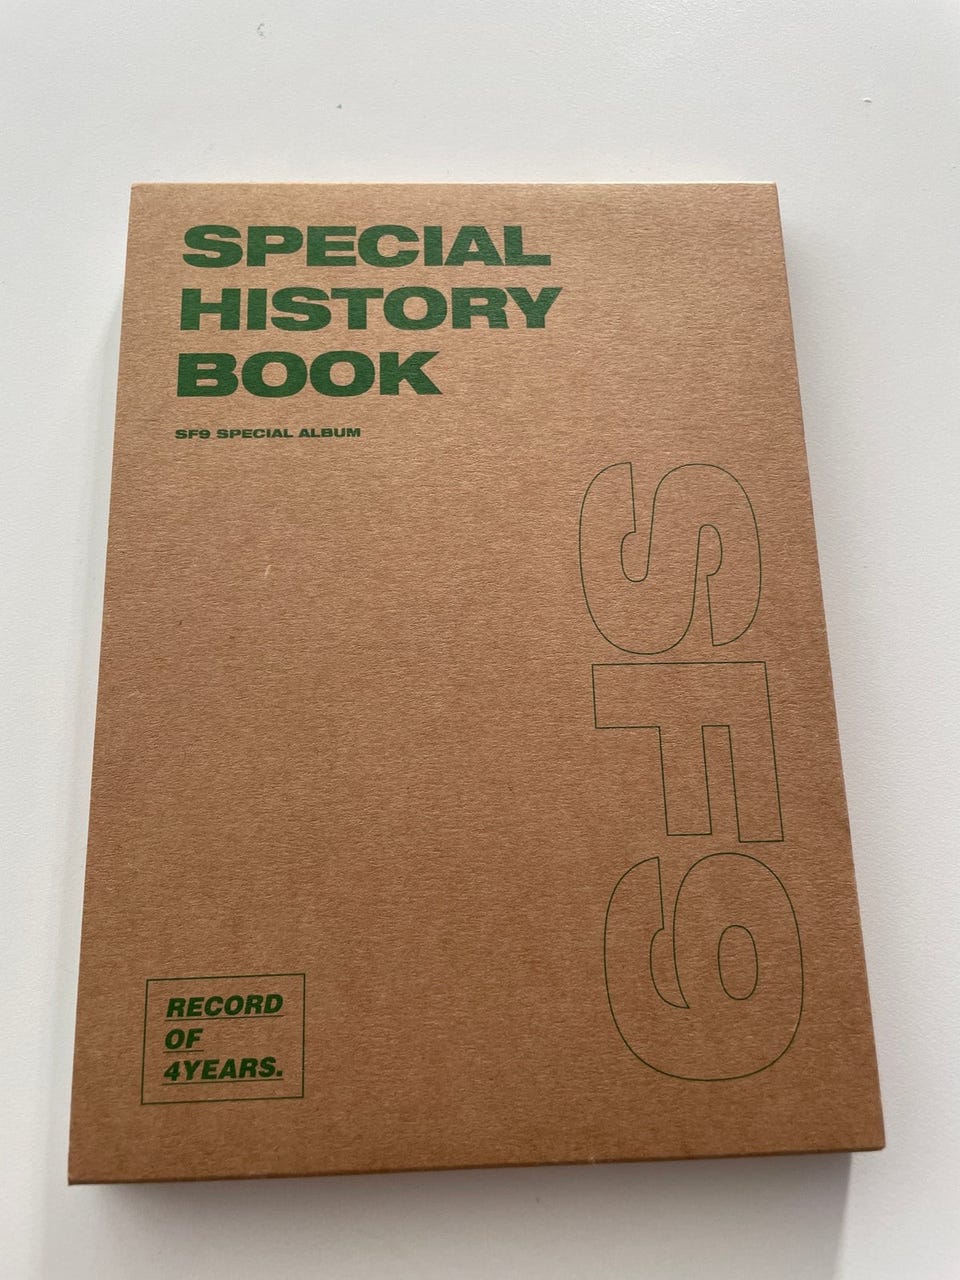 SPECIAL
HISTORY
BOOK
SF9 SPECIAL ALBUM
SF9
RECORD
OF
4YEARS.